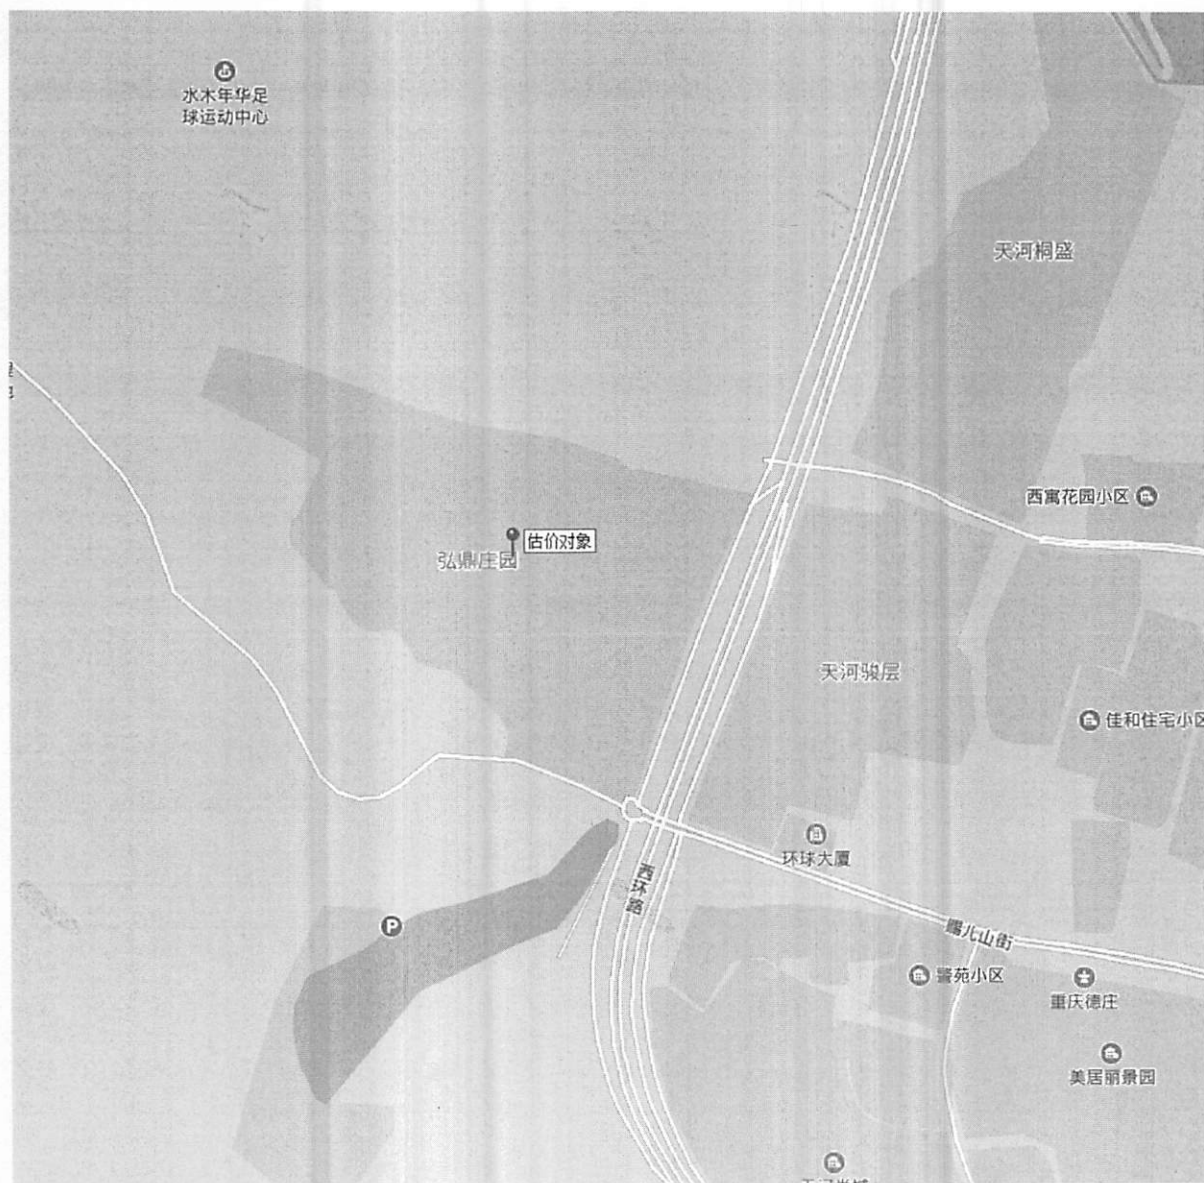 水木年华足
球运动中心
天河桐盛
西寓花园小区
估价对象
弘鼎庄园
天河骏层
佳和住宅小区
环球大厦
西环路
赐儿山街
P
警苑小区
重庆德庄
美居丽景园